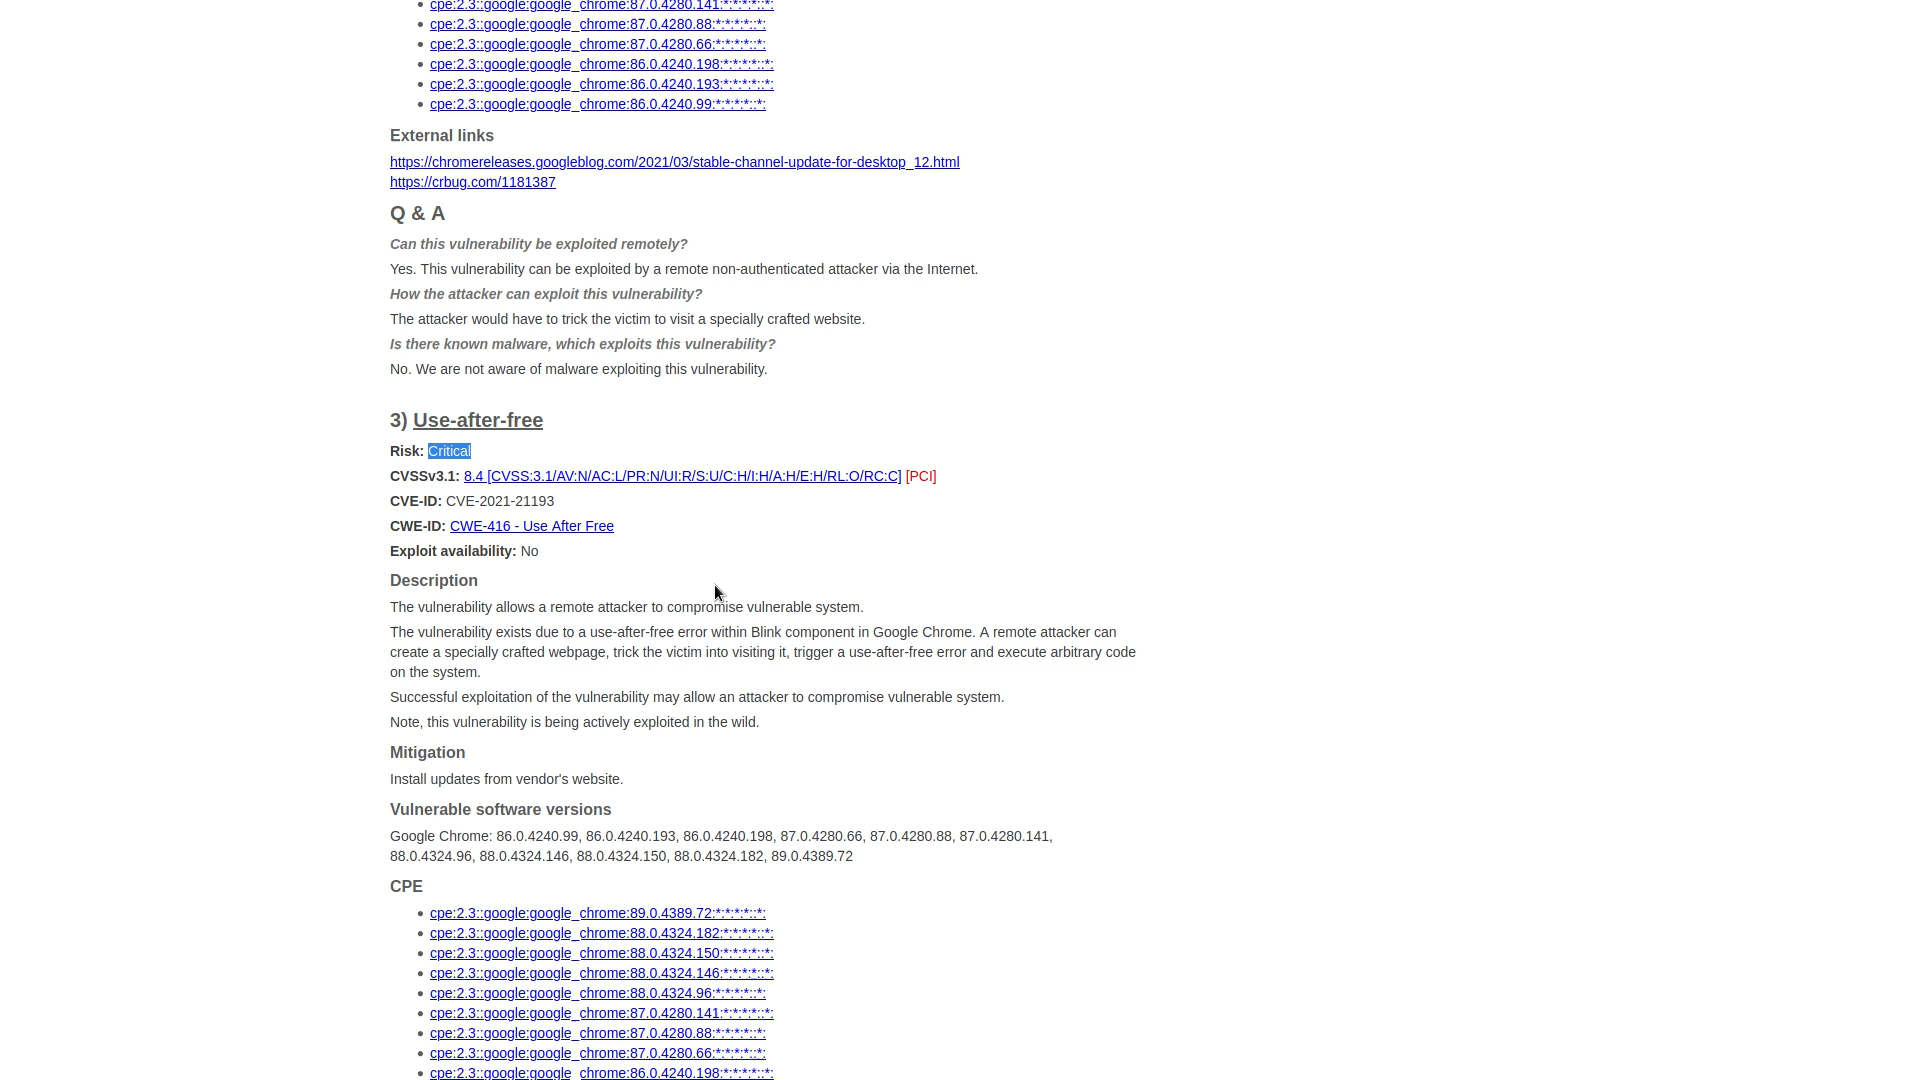 cpe:2.3::google:google_chrome:87.0.4280.141:*:*:*:*::*:
cpe:2.3::google:google_chrome:87.0.4280.88:*:*:*:*::*:
cpe:2.3::google:google_chrome:87.0.4280.66:*:*:*:*::*:
cpe:2.3::google:google_chrome:86.0.4240.198:*:*:*:*::*:
cpe:2.3::google:google_chrome:86.0.4240.193:*:*:*:*::*:
cpe:2.3::google:google_chrome:86.0.4240.99:*:*:*:*::*:
External links
https://chromereleases.googleblog.com/2021/03/stable-channel-update-for-desktop_12.html
https://crbug.com/1181387
Q & A
Can this vulnerability be exploited remotely?
Yes. This vulnerability can be exploited by a remote non-authenticated attacker via the Internet.
How the attacker can exploit this vulnerability?
The attacker would have to trick the victim to visit a specially crafted website.
Is there known malware, which exploits this vulnerability?
No. We are not aware of malware exploiting this vulnerability.
3) Use-after-free
Risk: Critical
CVSSv3.1: 8.4 [CVSS:3.1/AV:N/AC:L/PR:N/UI:R/S:U/C:H/I:H/A:H/E:H/RL:O/RC:C] [PCI]
CVE-ID: CVE-2021-21193
CWE-ID: CWE-416 - Use After Free
Exploit availability: No
Description
The vulnerability allows a remote attacker to compromise vulnerable system.
The vulnerability exists due to a use-after-free error within Blink component in Google Chrome. A remote attacker can
create a specially crafted webpage, trick the victim into visiting it, trigger a use-after-free error and execute arbitrary code
on the system.
Successful exploitation of the vulnerability may allow an attacker to compromise vulnerable system.
Note, this vulnerability is being actively exploited in the wild.
Mitigation
Install updates from vendor's website.
Vulnerable software versions
Google Chrome: 86.0.4240.99, 86.0.4240.193, 86.0.4240.198, 87.0.4280.66, 87.0.4280.88, 87.0.4280.141,
88.0.4324.96, 88.0.4324.146, 88.0.4324.150, 88.0.4324.182, 89.0.4389.72
CPE
cpe:2.3::google:google_chrome:89.0.4389.72:*:*:*:*::*:
cpe:2.3::google:google_chrome:88.0.4324.182:*:*:*:*::*:
cpe:2.3::google:google_chrome:88.0.4324.150:*:*:*:*::*:
cpe:2.3::google:google_chrome:88.0.4324.146:*:*:*:*::*:
cpe:2.3::google:google_chrome:88.0.4324.96:*:*:*:*::*:
cpe:2.3::google:google_chrome:87.0.4280.141:*:*:*:*::*:
cpe:2.3::google:google_chrome:87.0.4280.88:*:*:*:*::*:
cpe:2.3::google:google_chrome:87.0.4280.66:*:*:*:*::*:
cpe:2.3::google:google_chrome:86.0.4240.198:*:*:*:*::*: